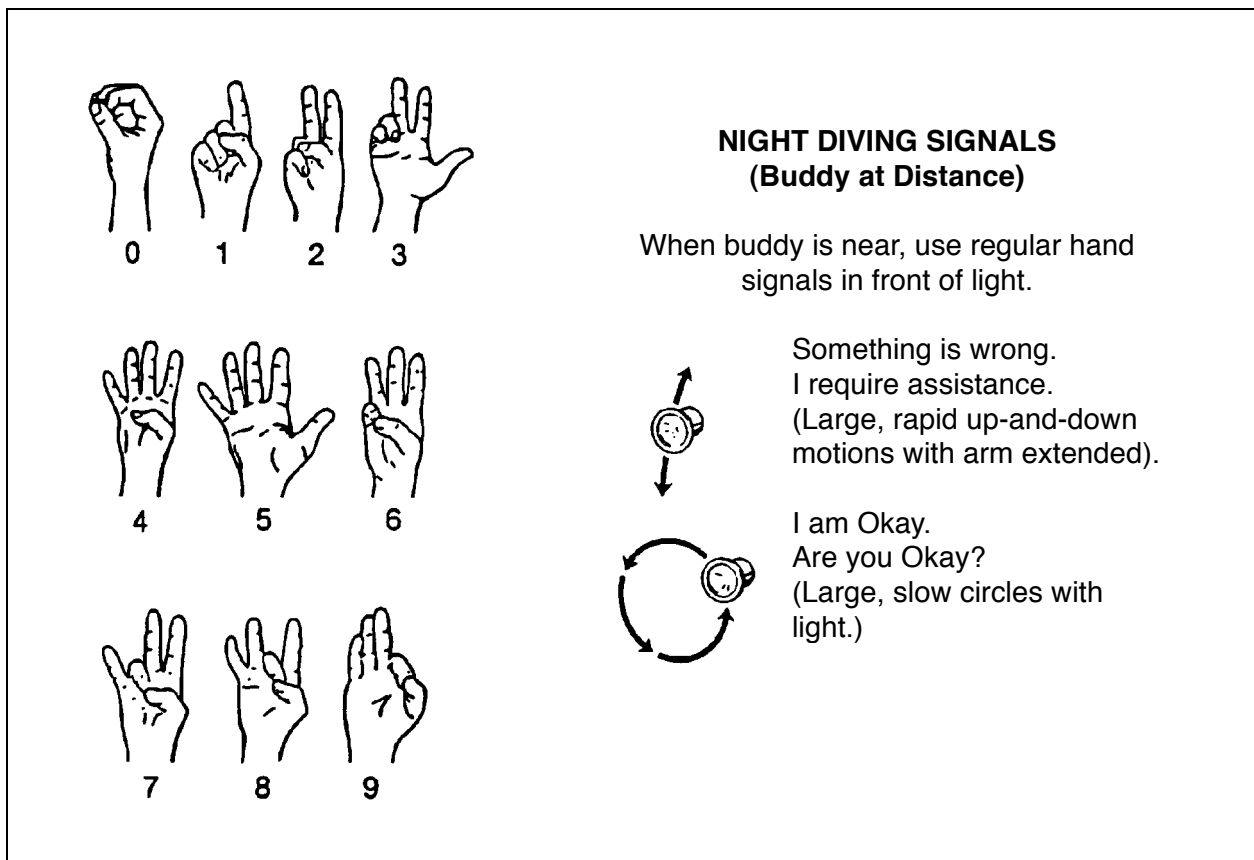 0 1 2 3
4 5 6
7 8 9
NIGHT DIVING SIGNALS
(Buddy at Distance)
When buddy is near, use regular hand
signals in front of light.
Something is wrong.
I require assistance.
(Large, rapid up-and-down
motions with arm extended).
I am Okay.
Are you Okay?
(Large, slow circles with
light.)